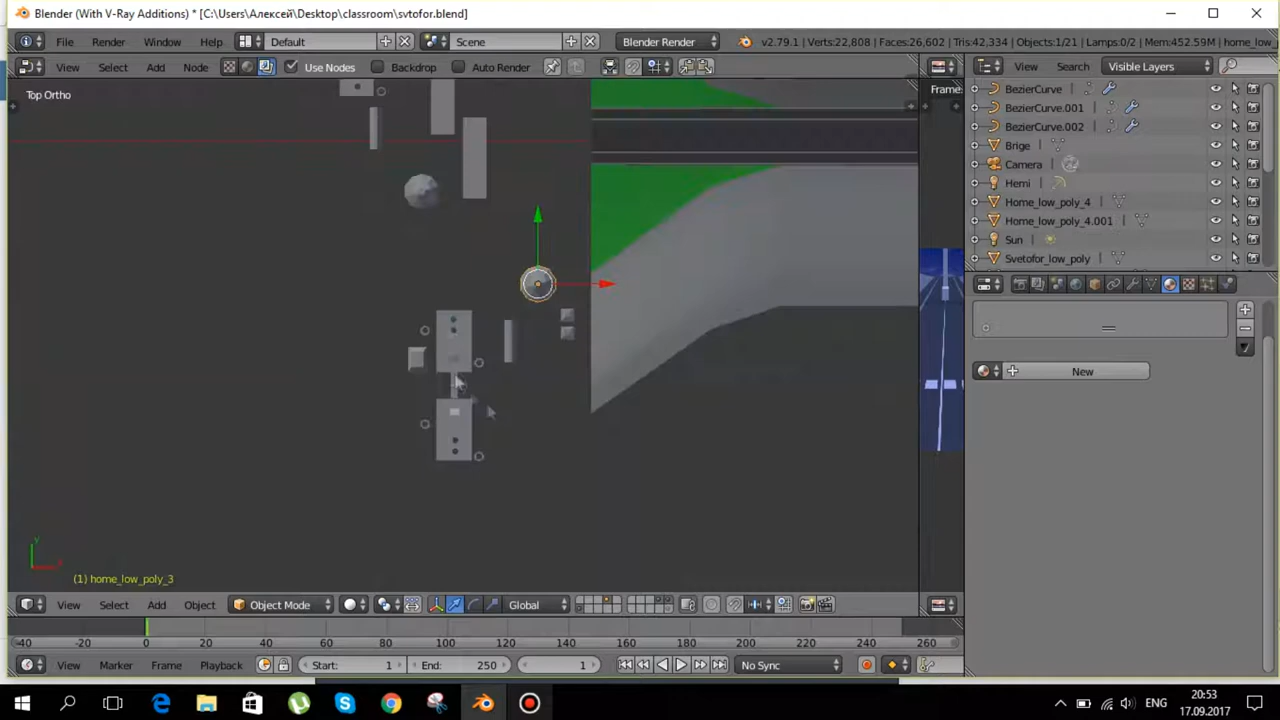 Blender (With V-Ray Additions) * [C:\Users\Алексей\Desktop\classroom\svtofor.blend]
File Render Window Help Default Scene Blender Render v2.79.1 | Verts:22,808 | Faces:26,602 | Tris:42,334 | Objects:1/21 | Lamps:0/2 | Mem:452.59M | home_low_
View Select Add Node Use Nodes Backdrop Auto Render View Search Visible Layers
Top Ortho
Frame:
BezierCurve
BezierCurve.001
BezierCurve.002
Brige
Camera
Hemi
Home_low_poly_4
Home_low_poly_4.001
Sun
Svetofor_low_poly
New
(1) home_low_poly_3
View Select Add Object Object Mode Global
-40 -20 0 20 40 60 80 100 120 140 160 180 200 220 240 260
View Marker Frame Playback Start: 1 End: 250 1 No Sync
ENG
20:53
17.09.2017